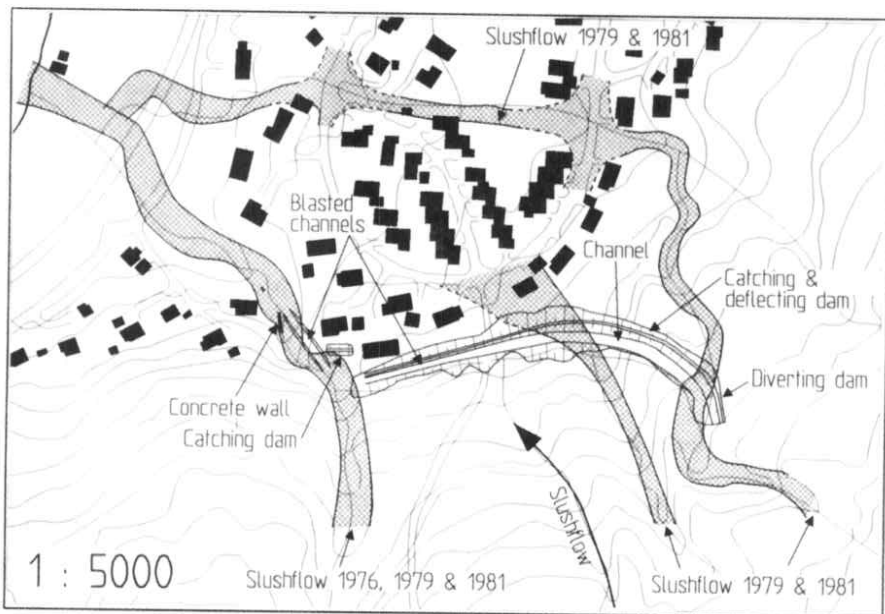 Slushflow 1979 & 1981
Blasted
channels
Channel
Catching &
deflecting dam
Diverting dam
Concrete wall
Catching dam
Slushflow
1 : 5000
Slushflow 1976, 1979 & 1981
Slushflow 1979 & 1981